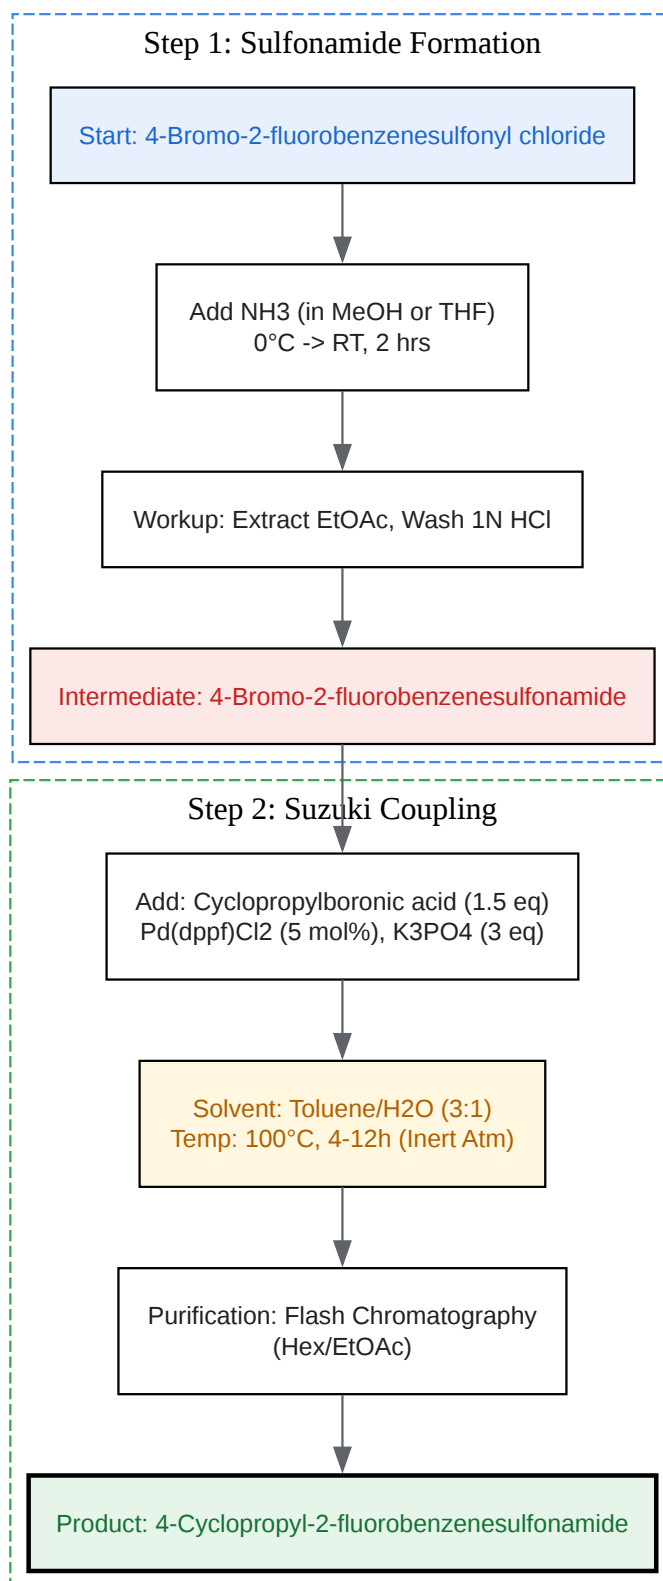 Step 1: Sulfonamide Formation
Start: 4-Bromo-2-fluorobenzenesulfonyl chloride
Add NH3 (in MeOH or THF)
0°C -> RT, 2 hrs
Workup: Extract EtOAc, Wash 1N HCl
Intermediate: 4-Bromo-2-fluorobenzenesulfonamide
Step 2: Suzuki Coupling
Add: Cyclopropylboronic acid (1.5 eq)
Pd(dppf)Cl2 (5 mol%), K3PO4 (3 eq)
Solvent: Toluene/H2O (3:1)
Temp: 100°C, 4-12h (Inert Atm)
Purification: Flash Chromatography
(Hex/EtOAc)
Product: 4-Cyclopropyl-2-fluorobenzenesulfonamide